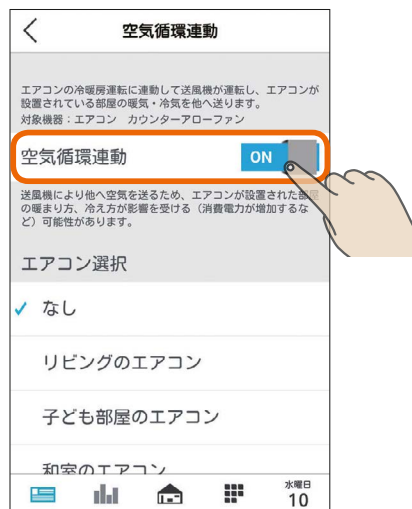 空気循環連動
エアコンの冷暖房運転に連動して送風機が運転し、エアコンが
設置されている部屋の暖気・冷気を他へ送ります。
対象機器：エアコン　カウンターアローファン
空気循環連動
ON
送風機により他へ空気を送るため、エアコンが設置された部屋
の暖まり方、冷え方が影響を受ける（消費電力が増加するな
ど）可能性があります。
エアコン選択
なし
リビングのエアコン
子ども部屋のエアコン
和室のエアコン
水曜日
10